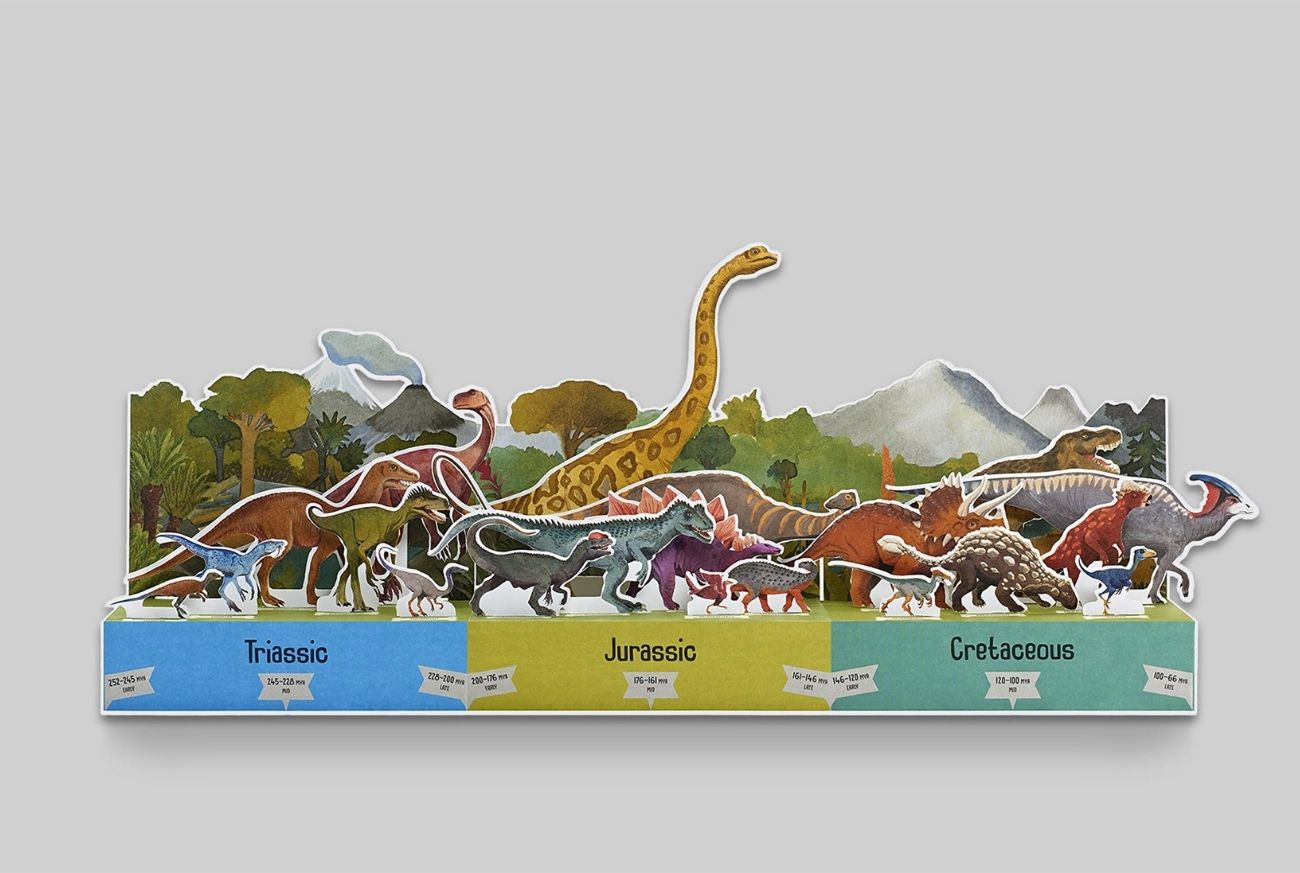 Triassic
Jurassic
Cretaceous
252-245 MYA
EARLY
245-228 MYA
MID
228-200 MYA
LATE
200-176 MYA
EARLY
176-161 MYA
MID
161-146 MYA
LATE
146-120 MYA
EARLY
120-100 MYA
MID
100-66 MYA
LATE